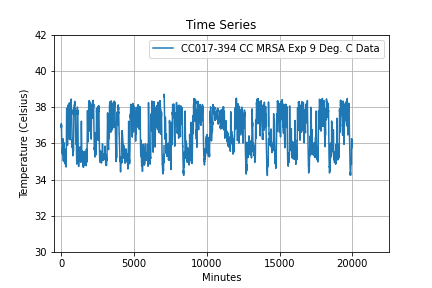 Time Series
CC017-394 CC MRSA Exp 9 Deg. C Data
42
40
38
36
34
32
30
Temperature (Celsius)
0 5000 10000 15000 20000
Minutes